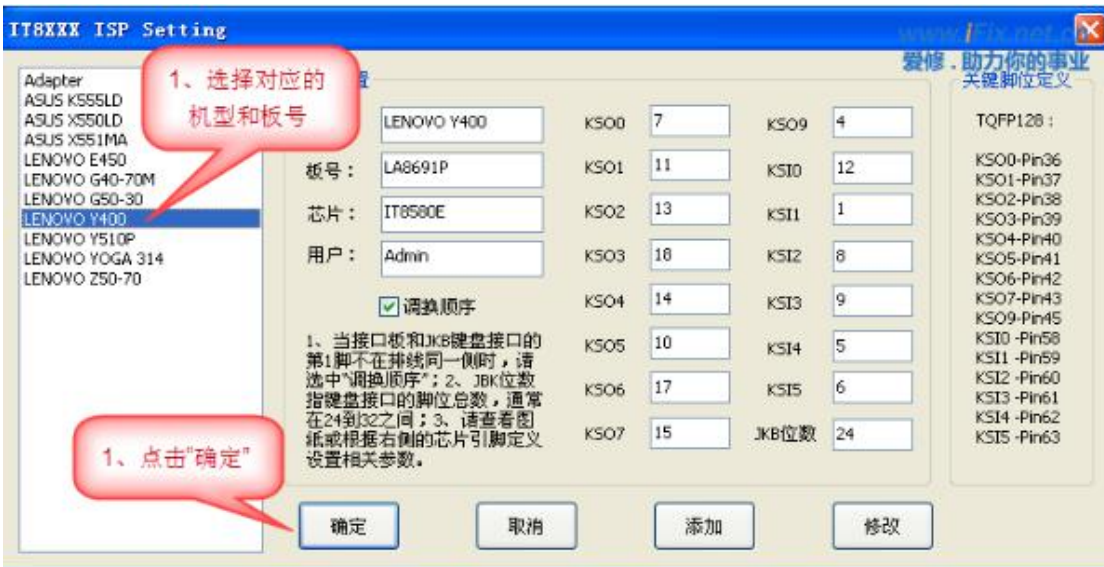 IT8XXX ISP Setting
www.iFix.net.cn
爱修．助力你的事业
Adapter
ASUS K555LD
ASUS X550LD
ASUS X551MA
LENOVO E450
LENOVO G40-70M
LENOVO G50-30
LENOVO Y400
LENOVO Y510P
LENOVO YOGA 314
LENOVO Z50-70
1、选择对应的
机型和板号
置
LENOVO Y400
板号： LA8691P
芯片： IT8580E
用户： Admin
调换顺序
1、当接口板和JKB键盘接口的
第1脚不在排线同一侧时，请
选中"调换顺序"；2、JBK位数
指键盘接口的脚位总数，通常
在24到32之间；3、请查看图
纸或根据右侧的芯片引脚定义
设置相关参数。
KSO0 7 KSO9 4
KSO1 11 KSI0 12
KSO2 13 KSI1 1
KSO3 18 KSI2 8
KSO4 14 KSI3 9
KSO5 10 KSI4 5
KSO6 17 KSI5 6
KSO7 15 JKB位数 24
关键脚位定义
TQFP128：
KSO0-Pin36
KSO1-Pin37
KSO2-Pin38
KSO3-Pin39
KSO4-Pin40
KSO5-Pin41
KSO6-Pin42
KSO7-Pin43
KSO9-Pin45
KSI0 -Pin58
KSI1 -Pin59
KSI2 -Pin60
KSI3 -Pin61
KSI4 -Pin62
KSI5 -Pin63
1、点击"确定"
确定 取消 添加 修改